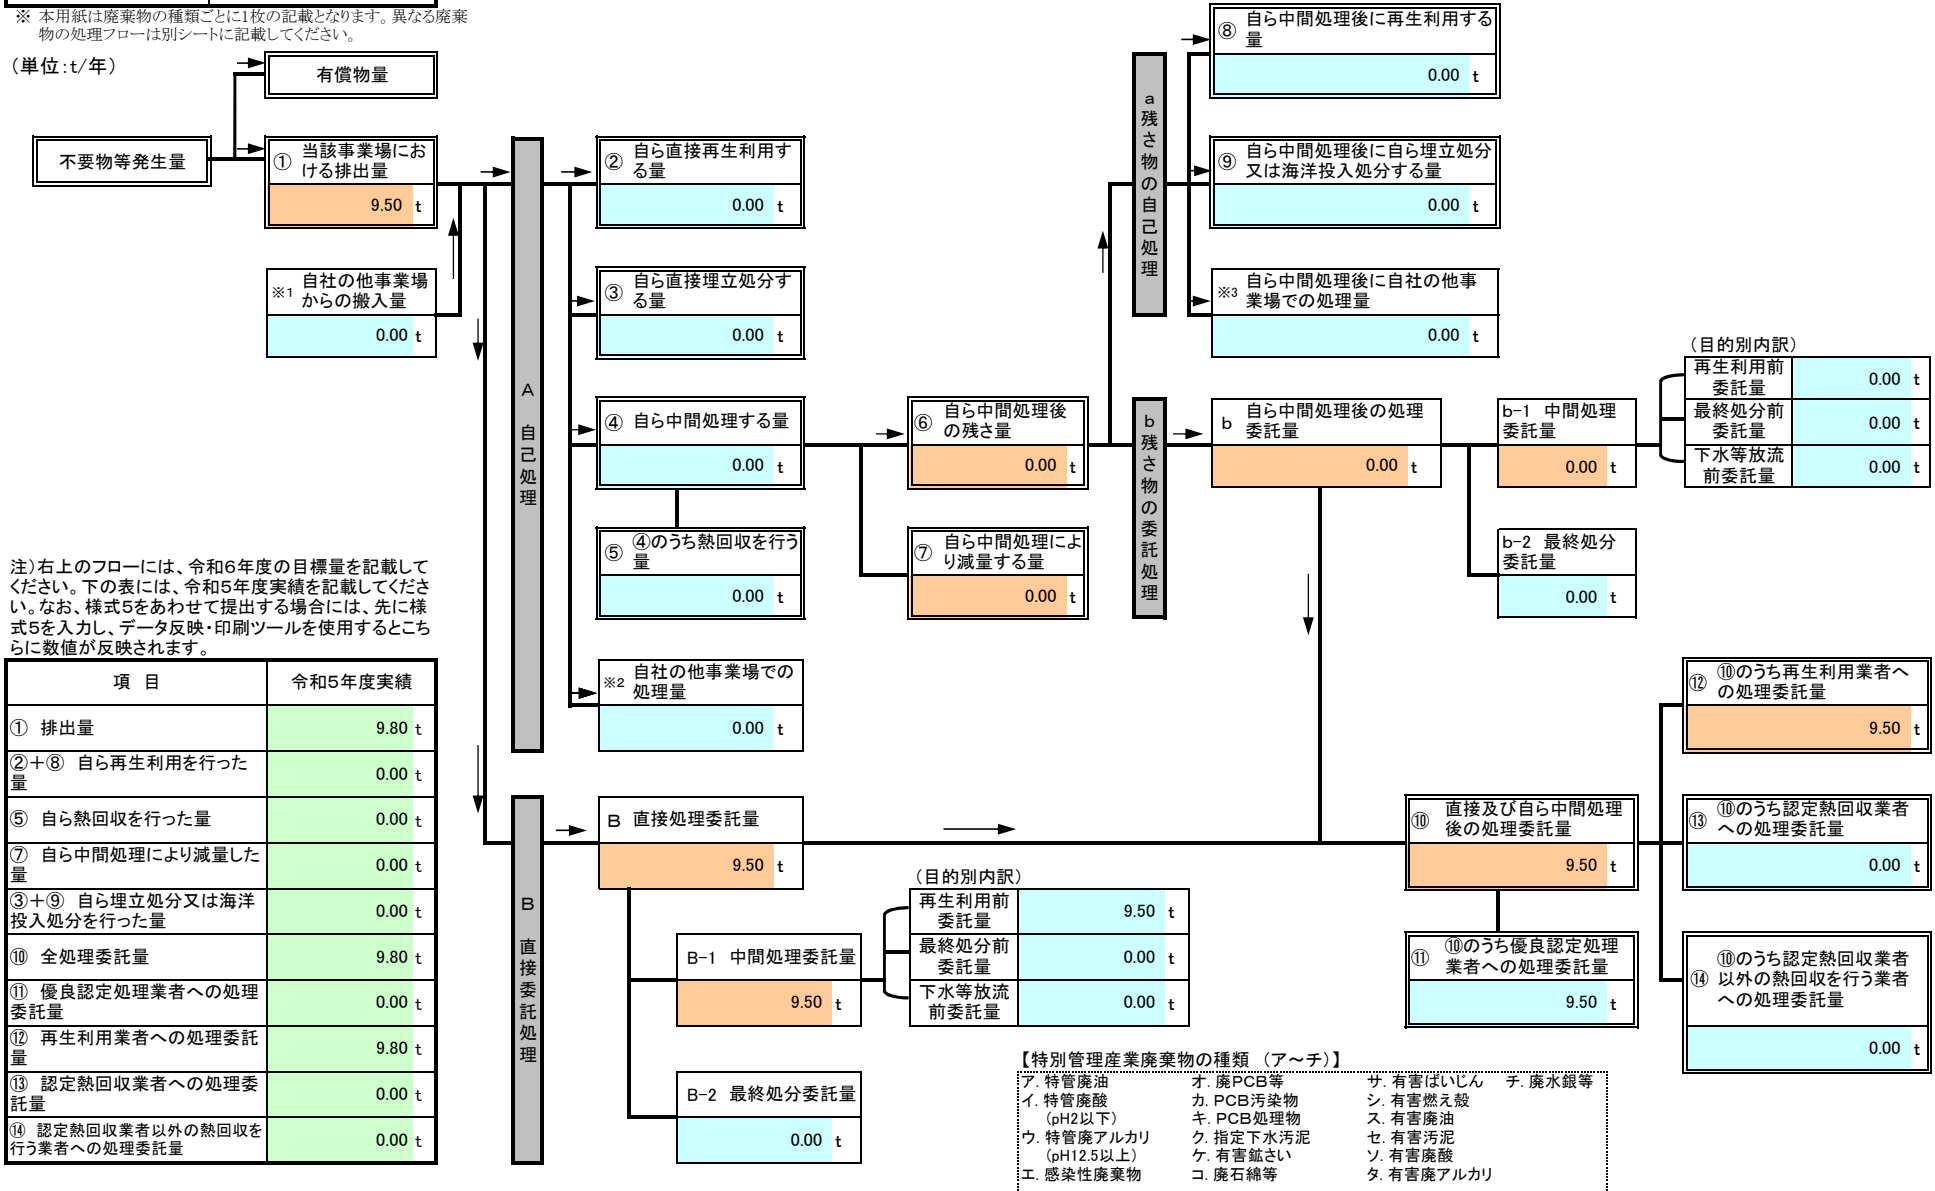 ※ 本用紙は廃棄物の種類ごとに1枚の記載となります。異なる廃棄
物の処理フローは別シートに記載してください。
(単位:t/年)
有償物量
不要物等発生量
① 当該事業場にお
ける排出量
9.50 t
※1 自社の他事業場
からの搬入量
0.00 t
A 自己処理
② 自ら直接再生利用す
る量
0.00 t
③ 自ら直接埋立処分す
る量
0.00 t
④ 自ら中間処理する量
0.00 t
⑤ ④のうち熱回収を行う
量
0.00 t
※2 自社の他事業場での
処理量
0.00 t
⑥ 自ら中間処理後
の残さ量
0.00 t
⑦ 自ら中間処理によ
り減量する量
0.00 t
a残さ物の自己処理
⑧ 自ら中間処理後に再生利用する
量
0.00 t
⑨ 自ら中間処理後に自ら埋立処分
又は海洋投入処分する量
0.00 t
※3 自ら中間処理後に自社の他事
業場での処理量
0.00 t
b残さ物の委託処理
b 自ら中間処理後の処理
委託量
0.00 t
b-1 中間処理
委託量
0.00 t
b-2 最終処分
委託量
0.00 t
(目的別内訳)
再生利用前
委託量
0.00 t
最終処分前
委託量
0.00 t
下水等放流
前委託量
0.00 t
注)右上のフローには、令和6年度の目標量を記載して
ください。下の表には、令和5年度実績を記載してくださ
い。なお、様式5をあわせて提出する場合には、先に様
式5を入力し、データ反映・印刷ツールを使用するとこち
らに数値が反映されます。
項 目 令和5年度実績
① 排出量 9.80 t
②+⑧ 自ら再生利用を行った
量 0.00 t
⑤ 自ら熱回収を行った量 0.00 t
⑦ 自ら中間処理により減量した
量 0.00 t
③+⑨ 自ら埋立処分又は海洋
投入処分を行った量 0.00 t
⑩ 全処理委託量 9.80 t
⑪ 優良認定処理業者への処理
委託量 0.00 t
⑫ 再生利用業者への処理委託
量 9.80 t
⑬ 認定熱回収業者への処理委
託量 0.00 t
⑭ 認定熱回収業者以外の熱回収を
行う業者への処理委託量 0.00 t
B 直接委託処理
B 直接処理委託量
9.50 t
B-1 中間処理委託量
9.50 t
B-2 最終処分委託量
0.00 t
(目的別内訳)
再生利用前
委託量
9.50 t
最終処分前
委託量
0.00 t
下水等放流
前委託量
0.00 t
⑩ 直接及び自ら中間処理
後の処理委託量
9.50 t
⑪ ⑩のうち優良認定処理
業者への処理委託量
9.50 t
⑫ ⑩のうち再生利用業者へ
の処理委託量
9.50 t
⑬ ⑩のうち認定熱回収業者
への処理委託量
0.00 t
⑭ ⑩のうち認定熱回収業者
以外の熱回収を行う業者
への処理委託量
0.00 t
【特別管理産業廃棄物の種類 (ア~チ)】
ア. 特管廃油 オ. 廃PCB等 サ. 有害ばいじん チ. 廃水銀等
イ. 特管廃酸 カ. PCB汚染物 シ. 有害燃え殻
(pH2以下) キ. PCB処理物 ス. 有害廃油
ウ. 特管廃アルカリ ク. 指定下水汚泥 セ. 有害汚泥
(pH12.5以上) ケ. 有害鉱さい ソ. 有害廃酸
エ. 感染性廃棄物 コ. 廃石綿等 タ. 有害廃アルカリ